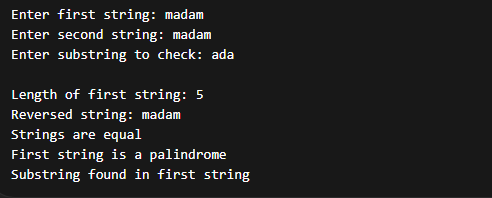 Enter first string: madam
Enter second string: madam
Enter substring to check: ada
Length of first string: 5
Reversed string: madam
Strings are equal
First string is a palindrome
Substring found in first string